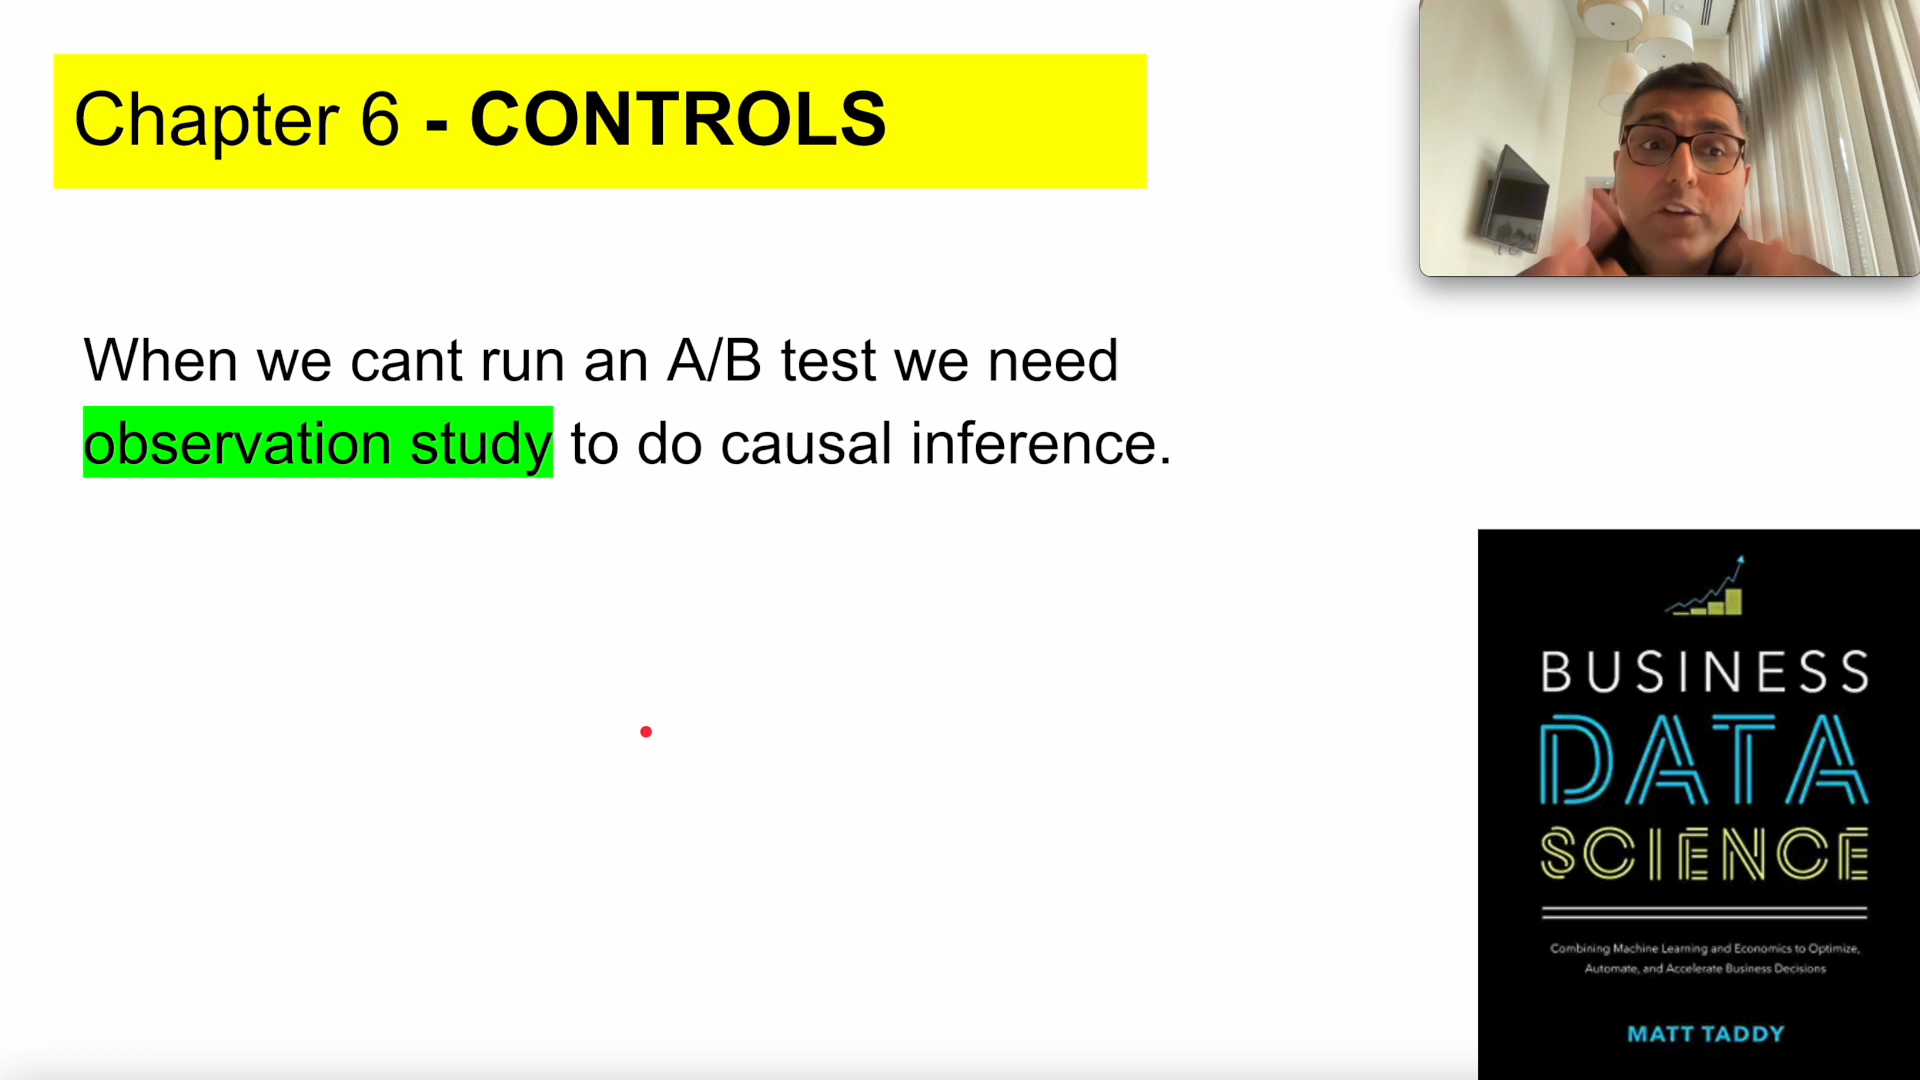 Chapter 6 - CONTROLS
When we cant run an A/B test we need
observation study to do causal inference.
BUSINESS
DATA
SCIENCE
Combining Machine Learning and Economics to Optimize,
Automate, and Accelerate Business Decisions
MATT TADDY